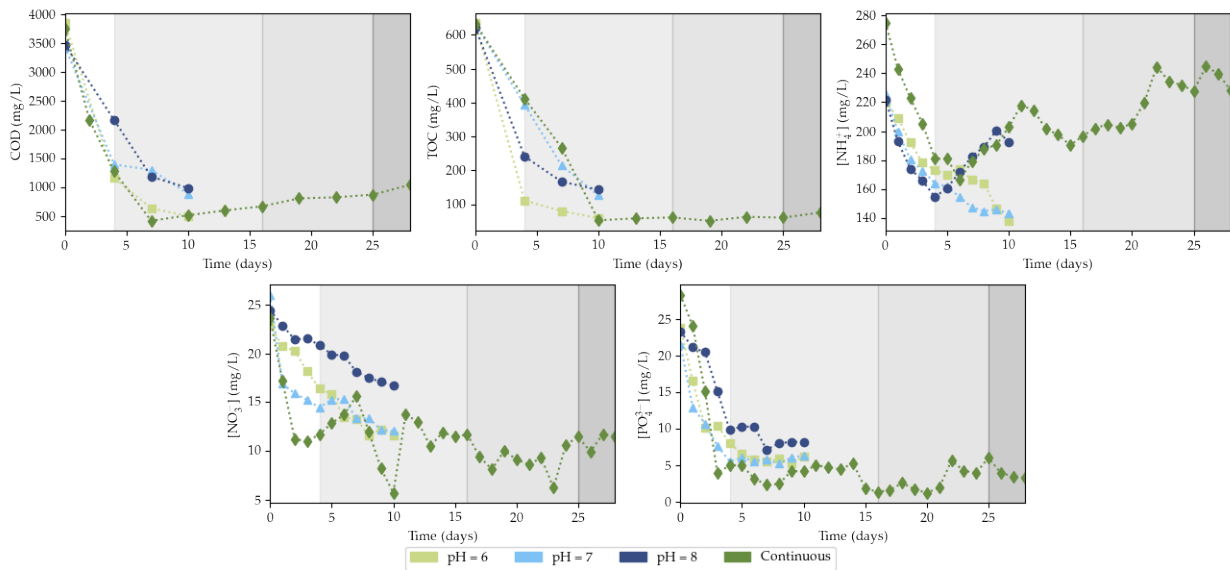 4000
3500
3000
2500
2000
1500
1000
500
COD (mg/L)
0 5 10 15 20 25
Time (days)
600
500
400
300
200
100
TOC (mg/L)
0 5 10 15 20 25
Time (days)
280
260
240
220
200
180
160
140
[NH₄⁺] (mg/L)
0 5 10 15 20 25
Time (days)
25
20
15
10
5
[NO₃⁻] (mg/L)
0 5 10 15 20 25
Time (days)
25
20
15
10
5
0
[PO₄³⁻] (mg/L)
0 5 10 15 20 25
Time (days)
pH = 6 pH = 7 pH = 8 Continuous